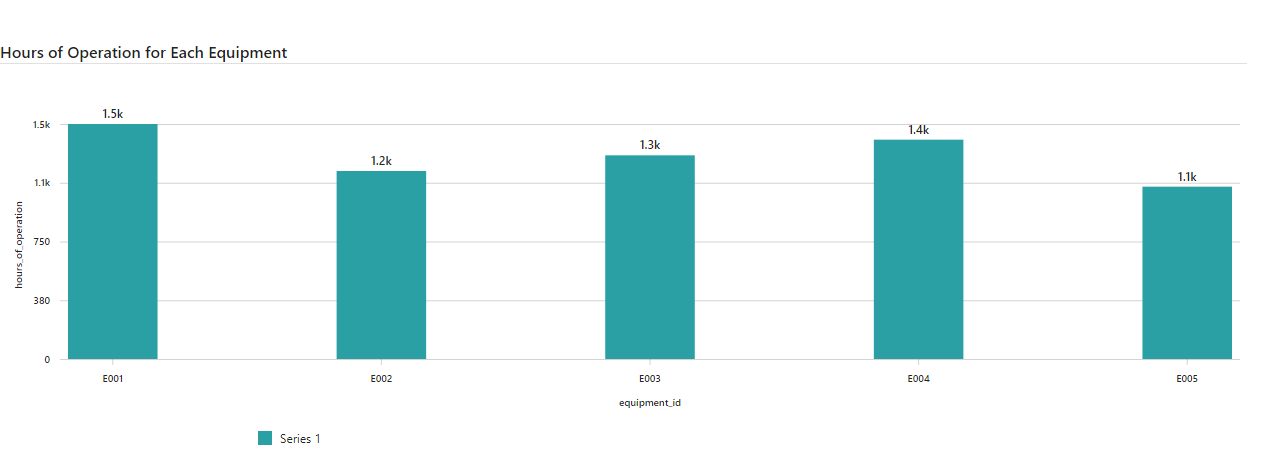 Hours of Operation for Each Equipment
1.5k
1.2k
1.3k
1.4k
1.1k
1.5k
1.1k
750
380
0
hours_of_operation
E001 E002 E003 E004 E005
equipment_id
Series 1